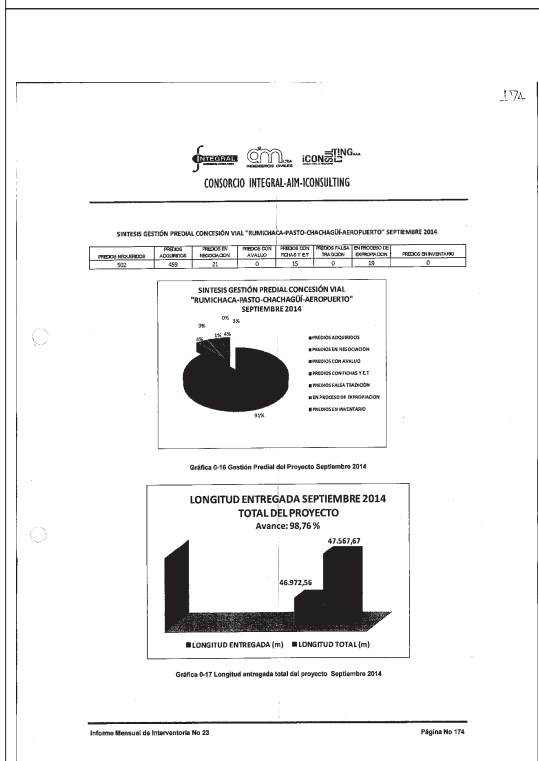 174
INTEGRAL
aim LTDA
INGENIEROS CIVILES
iCONSULTING S.A.S.
CONSORCIO INTEGRAL-AIM-ICONSULTING
SINTESIS GESTIÓN PREDIAL CONCESIÓN VIAL "RUMICHACA-PASTO-CHACHAGÜÍ-AEROPUERTO" SEPTIEMBRE 2014
PREDIOS REQUERIDOS PREDIOS ADQUIRIDOS PREDIOS EN NEGOCIACION PREDIOS CON AVALUO PREDIOS CON FICHAS Y E.T PREDIOS FALSA TRADICIÓN EN PROCESO DE EXPROPIACION PREDIOS EN INVENTARIO
502 459 21 0 15 0 19 0
SINTESIS GESTIÓN PREDIAL CONCESIÓN VIAL
"RUMICHACA-PASTO-CHACHAGÜÍ-AEROPUERTO"
SEPTIEMBRE 2014
0% 3%
0%
4% 1% 4%
91%
PREDIOS ADQUIRIDOS
PREDIOS EN NEGOCIACION
PREDIOS CON AVALUO
PREDIOS CON FICHAS Y E.T
PREDIOS FALSA TRADICIÓN
EN PROCESO DE EXPROPIACION
PREDIOS EN INVENTARIO
Gráfica 0-16 Gestión Predial del Proyecto Septiembre 2014
LONGITUD ENTREGADA SEPTIEMBRE 2014
TOTAL DEL PROYECTO
Avance: 98,76 %
47.567,67
46.972,56
LONGITUD ENTREGADA (m) LONGITUD TOTAL (m)
Gráfica 0-17 Longitud entregada total del proyecto Septiembre 2014
Informe Mensual de Interventoría No 23 Página No 174